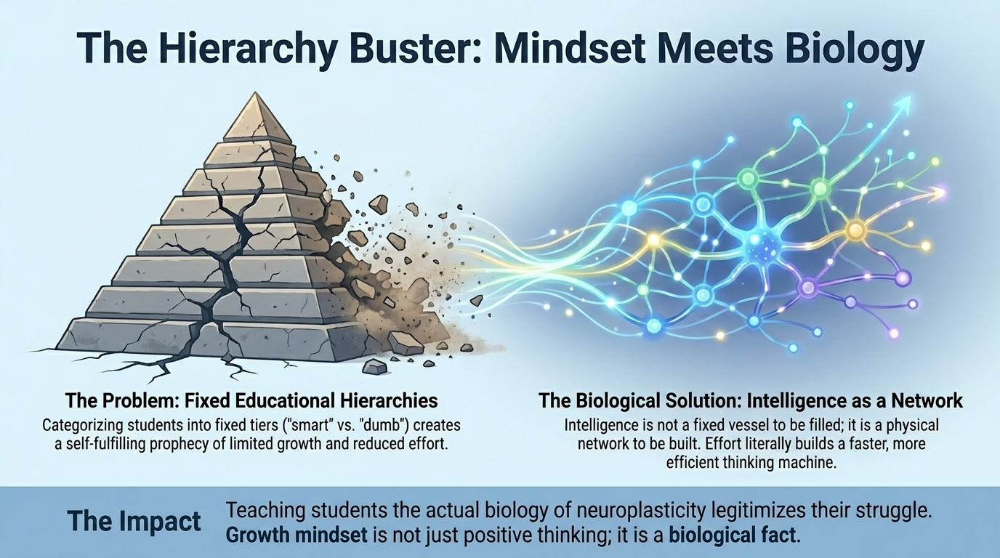 The Hierarchy Buster: Mindset Meets Biology
The Problem: Fixed Educational Hierarchies
Categorizing students into fixed tiers ("smart" vs. "dumb") creates
a self-fulfilling prophecy of limited growth and reduced effort.
The Biological Solution: Intelligence as a Network
Intelligence is not a fixed vessel to be filled; it is a physical
network to be built. Effort literally builds a faster, more
efficient thinking machine.
The Impact
Teaching students the actual biology of neuroplasticity legitimizes their struggle.
Growth mindset is not just positive thinking; it is a biological fact.